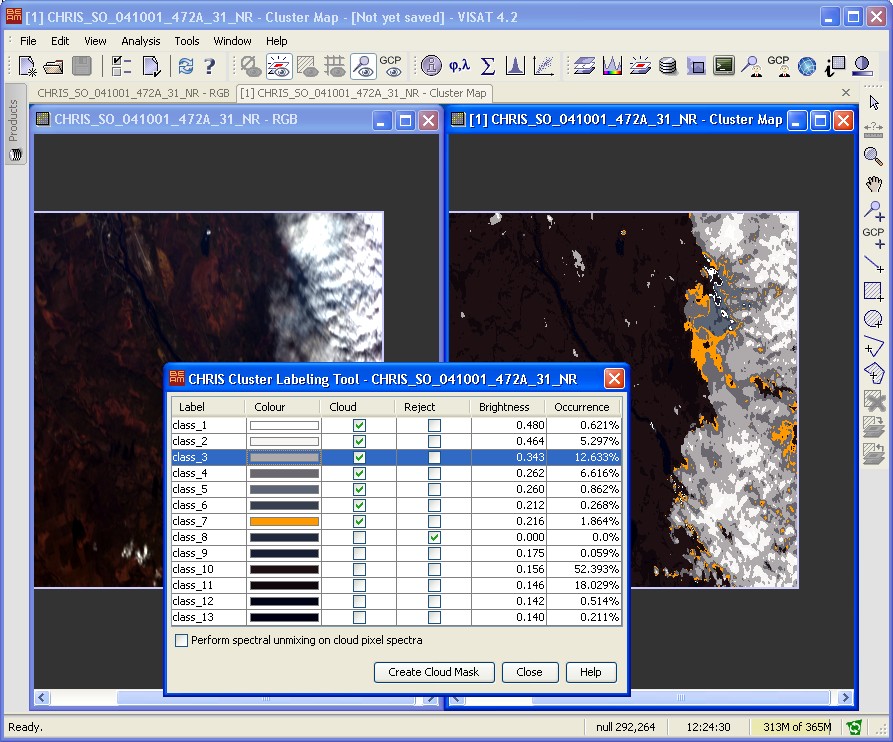 [1] CHRIS_SO_041001_472A_31_NR - Cluster Map - [Not yet saved] - VISAT 4.2
File Edit View Analysis Tools Window Help
GCP φ,λ Σ GCP
CHRIS_SO_041001_472A_31_NR - RGB [1] CHRIS_SO_041001_472A_31_NR - Cluster Map
Products
CHRIS_SO_041001_472A_31_NR - RGB
[1] CHRIS_SO_041001_472A_31_NR - Cluster Map
GCP
CHRIS Cluster Labeling Tool - CHRIS_SO_041001_472A_31_NR
Label Colour Cloud Reject Brightness Occurrence
class_1 0.480 0.621%
class_2 0.464 5.297%
class_3 0.343 12.633%
class_4 0.262 6.616%
class_5 0.260 0.862%
class_6 0.212 0.268%
class_7 0.216 1.864%
class_8 0.000 0.0%
class_9 0.175 0.059%
class_10 0.156 52.393%
class_11 0.146 18.029%
class_12 0.142 0.514%
class_13 0.140 0.211%
Perform spectral unmixing on cloud pixel spectra
Create Cloud Mask Close Help
Ready. null 292,264 12:24:30 313M of 365M